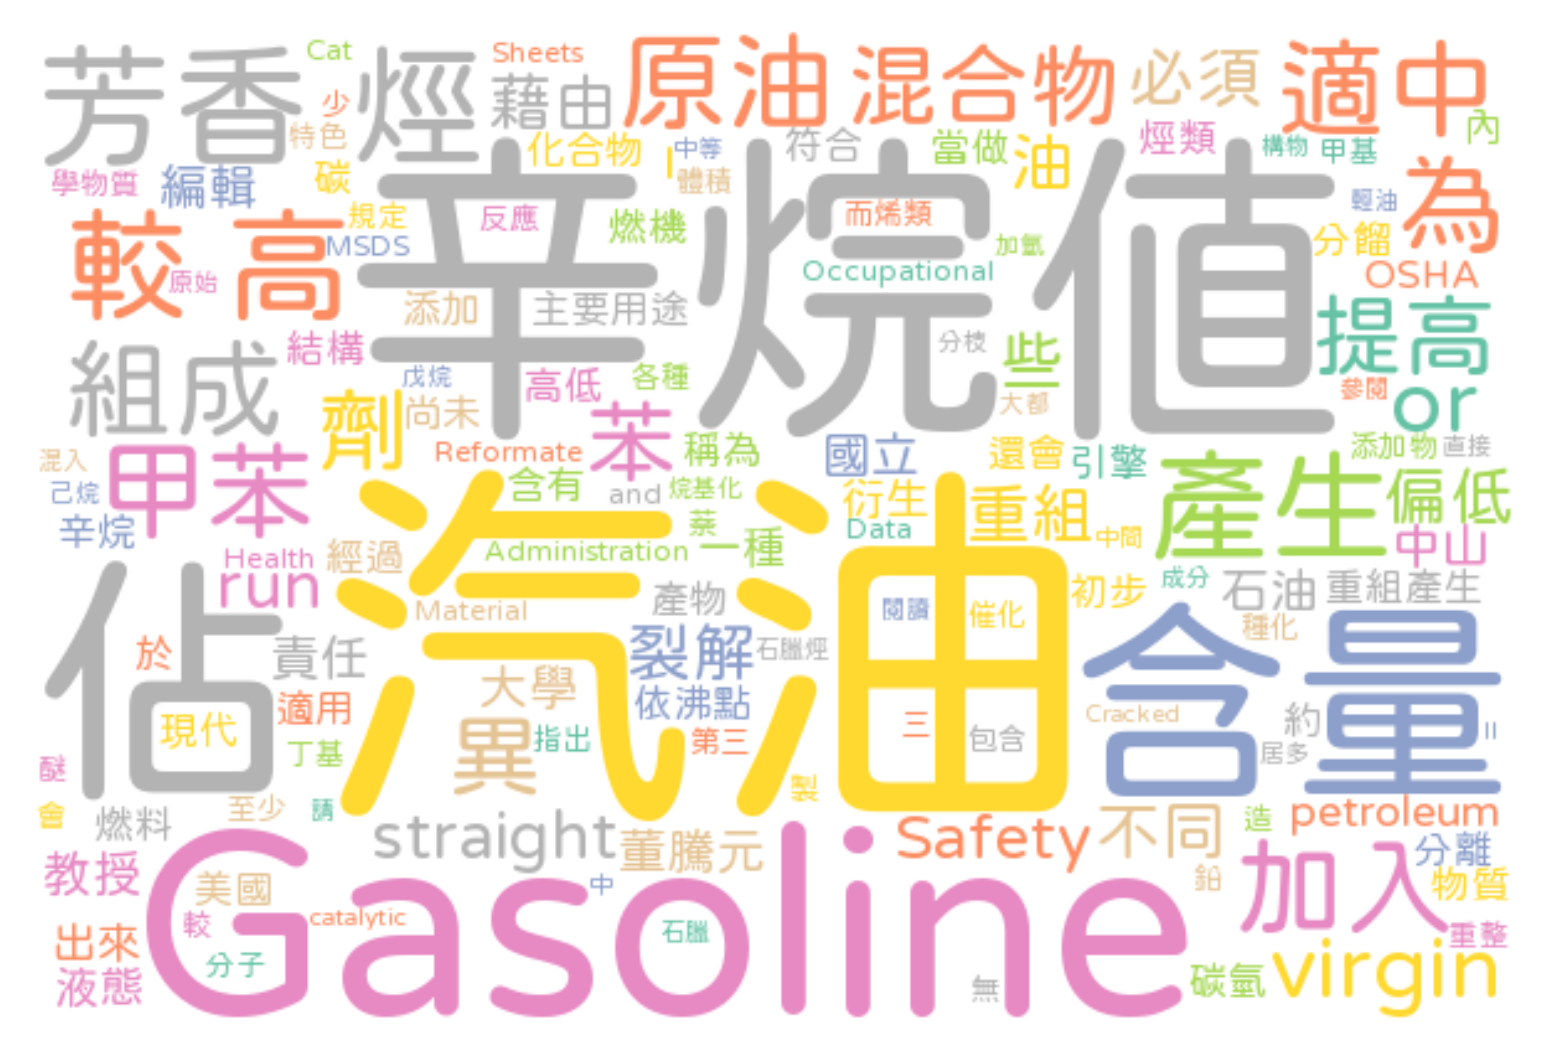 芳香烴
Cat
Sheets
原油
混合物
必須
適中
少
藉由
特色
化合物
中等
符合
當做
油
烴類
構物
甲基
內
學物質
編輯
碳
體積
辛烷值
為
較高
規定
MSDS
反應
燃機
而烯類
加氫
輕油
分餾
原始
Occupational
OSHA
添加
主要用途
提高
組成
結構
戊烷
高低
各種
分枝
些
大都
參閱
or
劑
尚未
苯
混入
甲苯
Reformate
稱為
國立
還會
引擎
添加物
直接
己烷
辛烷
含有
and
烷基化
衍生
重組
產生
偏低
汽油
萘
Data
中間
Health
經過
Administration
一種
中山
run
佔
Material
產物
閱讀
催化
初步
成分
石油
重組產生
於
責任
裂解
石臘烴
種化
含量
現代
適用
大學
依沸點
Cracked
約
丁基
異
指出
第三
三
包含
居多
II
醚
製
會
燃料
至少
請
straight
董騰元
Safety
不同
造
petroleum
教授
美國
中
鉛
加入
分離
物質
Gasoline
出來
較
catalytic
石臘
重整
液態
分子
無
碳氫
virgin